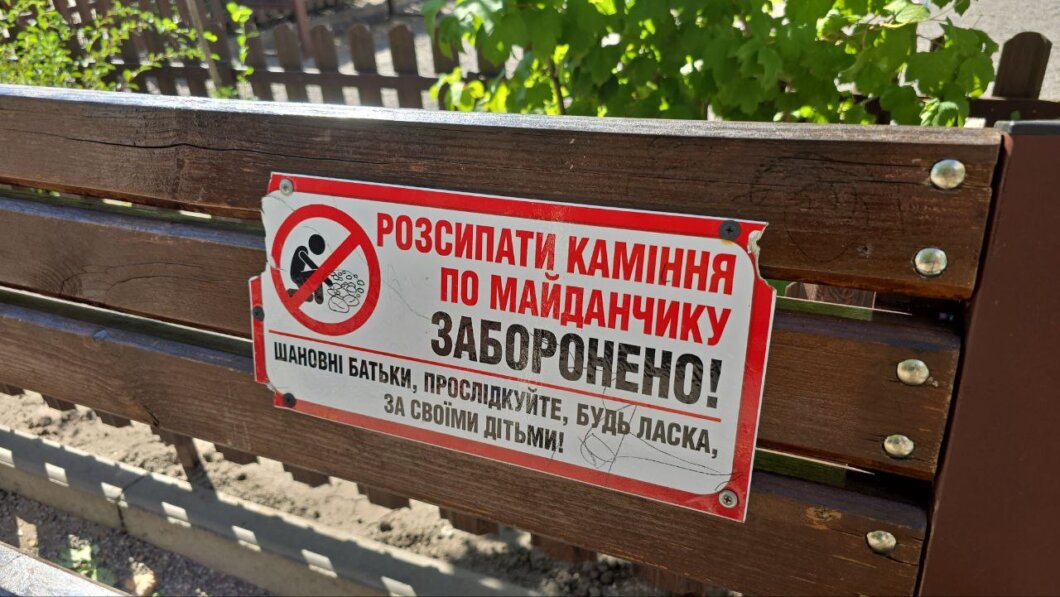 РОЗСИПАТИ КАМІННЯ
ПО МАЙДАНЧИКУ
ЗАБОРОНЕНО!
ШАНОВНІ БАТЬКИ, ПРОСЛІДКУЙТЕ, БУДЬ ЛАСКА,
ЗА СВОЇМИ ДІТЬМИ!